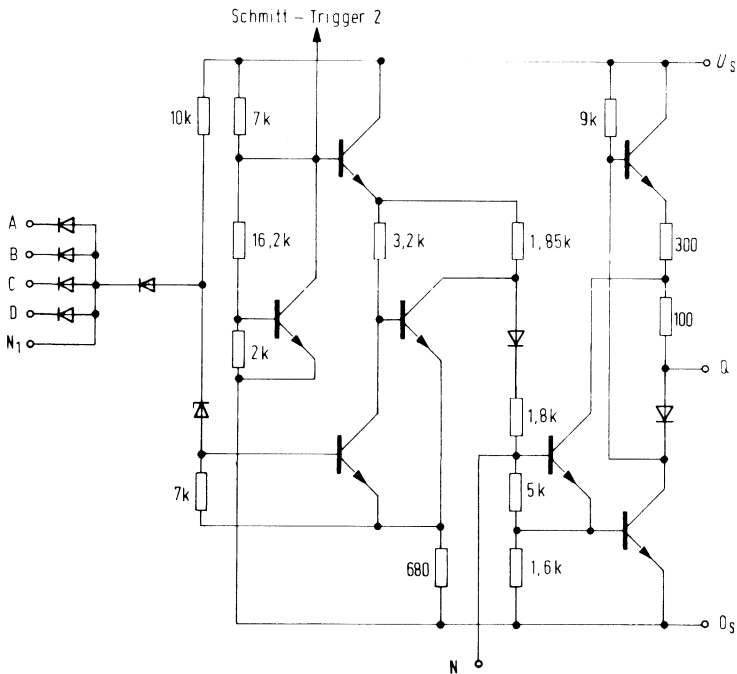 Schmitt – Trigger 2
U_S
10k
7k
9k
A
B
C
D
N₁
16,2k
3,2k
1,85k
300
100
2k
Q
1,8k
7k
5k
680
1,6k
0_S
N